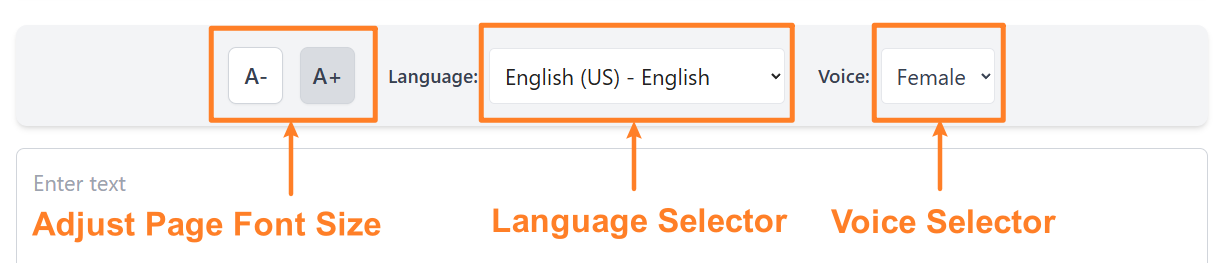 A- A+ Language: English (US) - English Voice: Female
Enter text
Adjust Page Font Size Language Selector Voice Selector